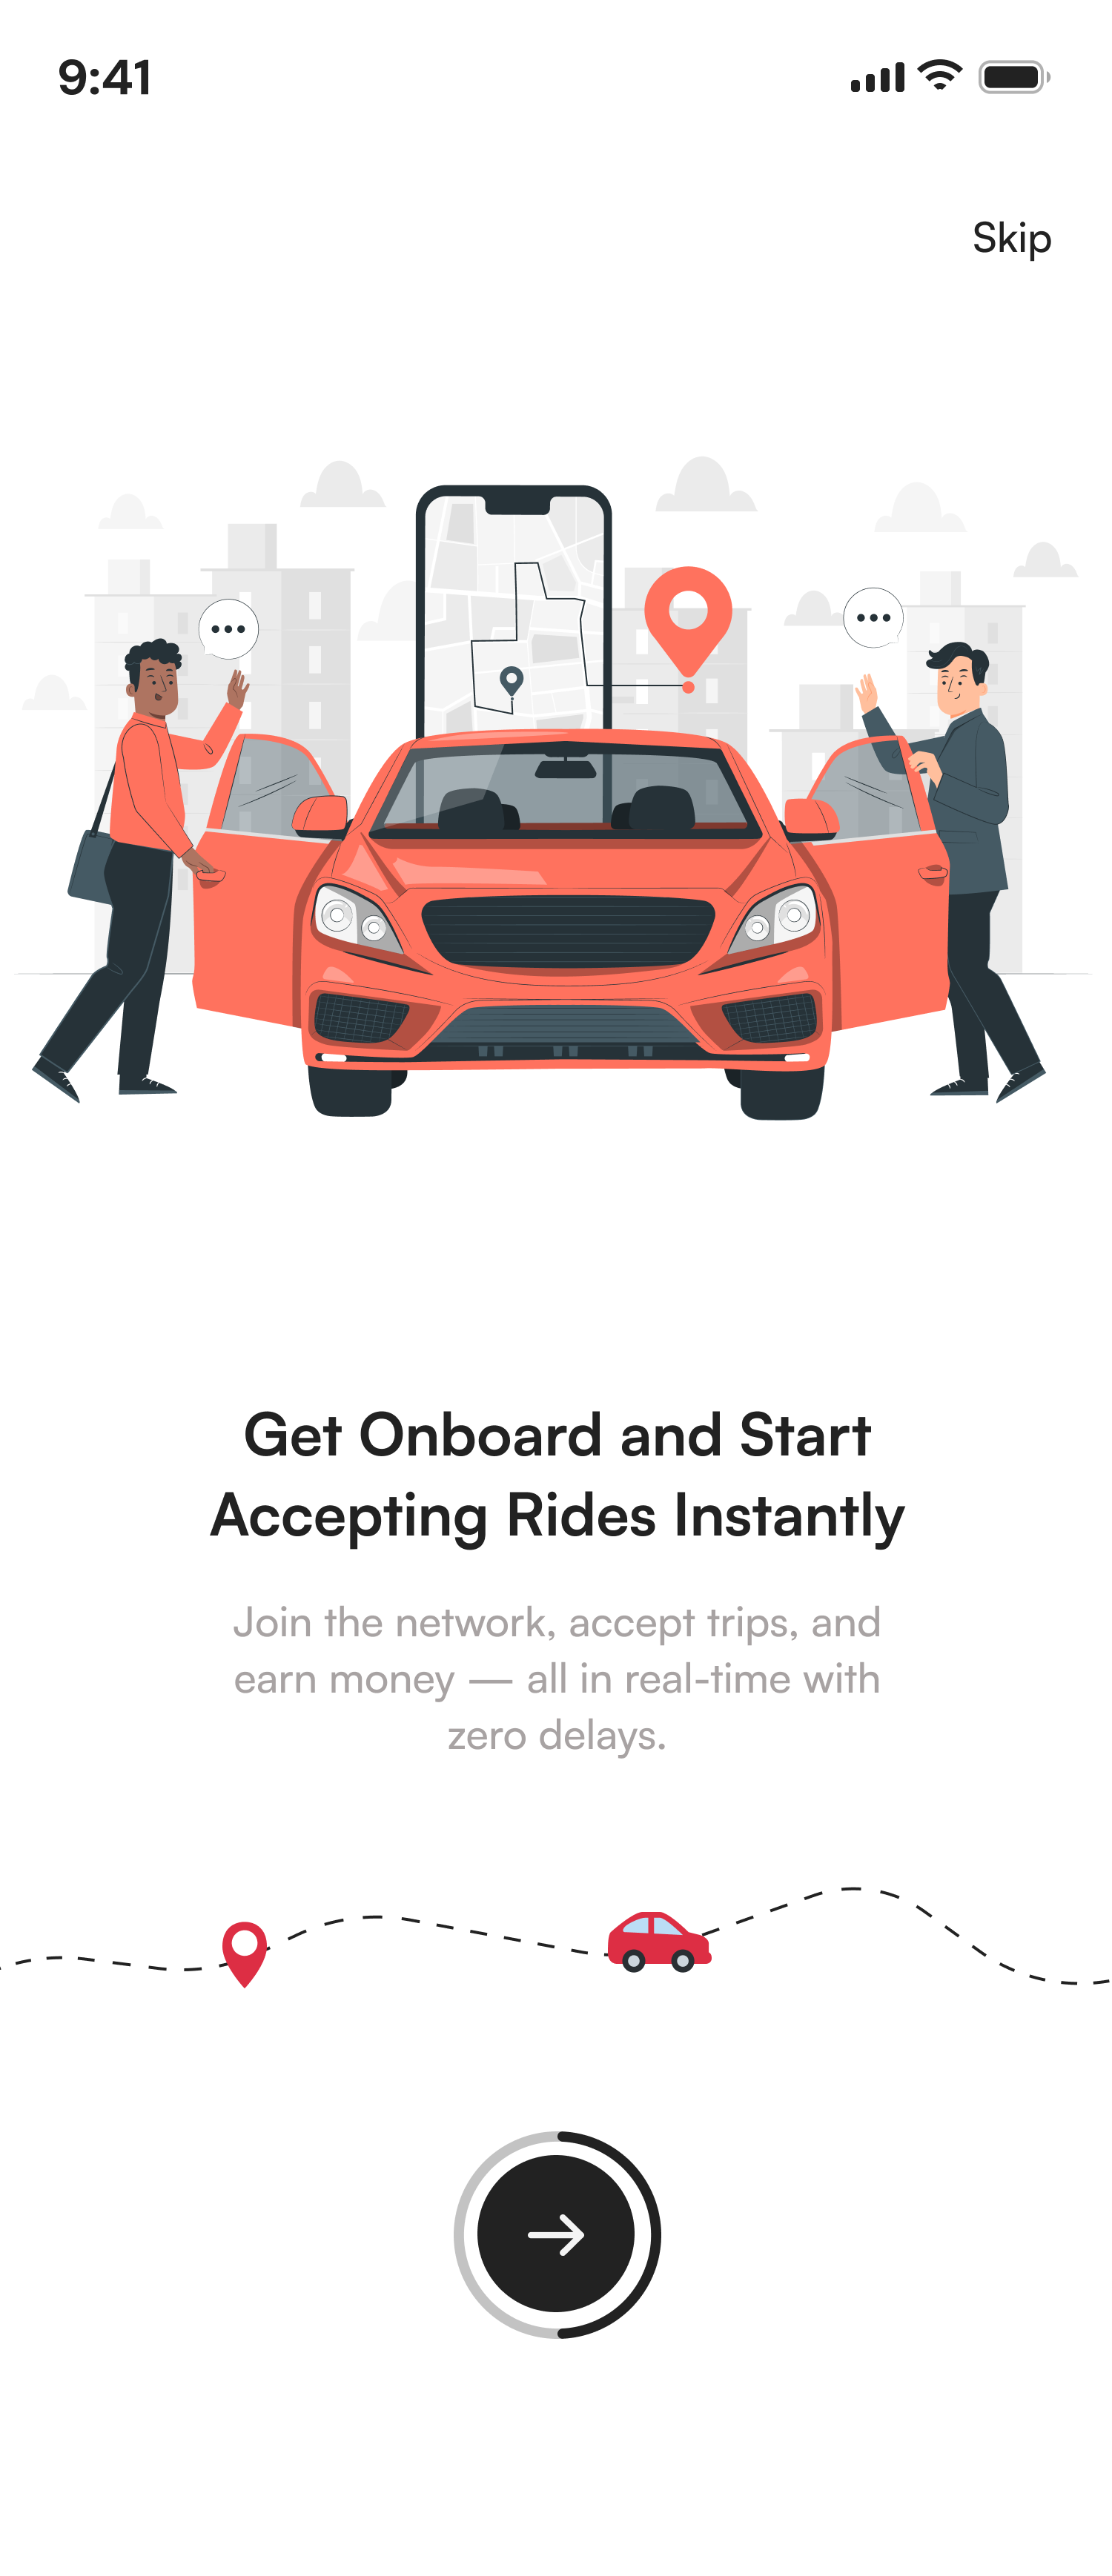 9:41
Skip
Get Onboard and Start
Accepting Rides Instantly
Join the network, accept trips, and
earn money — all in real-time with
zero delays.